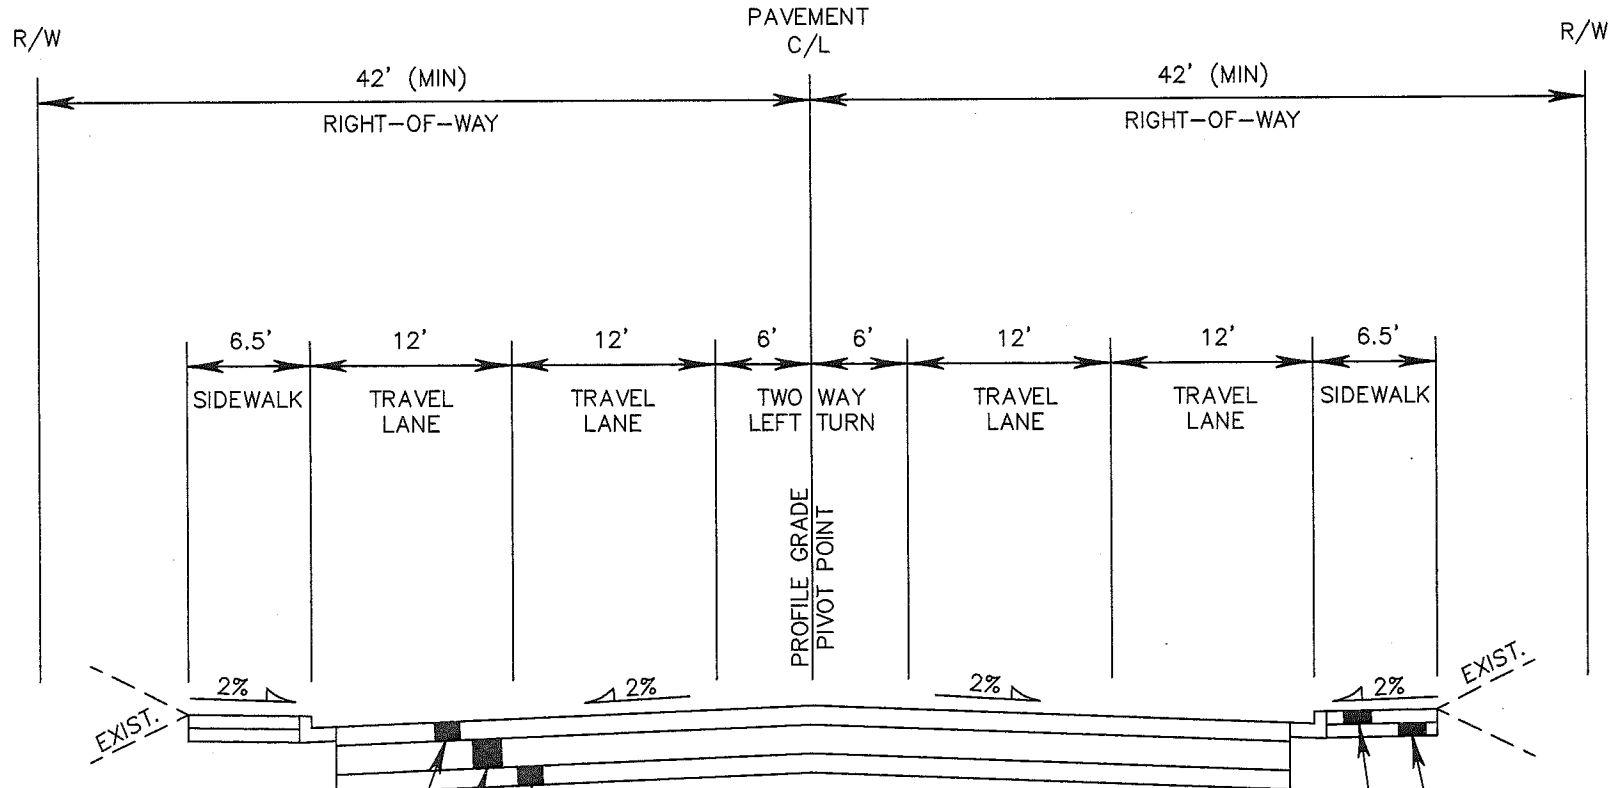 PAVEMENT
C/L
R/W
R/W
42' (MIN)
42' (MIN)
RIGHT-OF-WAY
RIGHT-OF-WAY
6.5'
12'
12'
6'
6'
12'
12'
6.5'
SIDEWALK
TRAVEL
LANE
TRAVEL
LANE
TWO
LEFT
WAY
TURN
TRAVEL
LANE
TRAVEL
LANE
SIDEWALK
PROFILE GRADE
PIVOT POINT
2%
2%
2%
2%
EXIST.
EXIST.